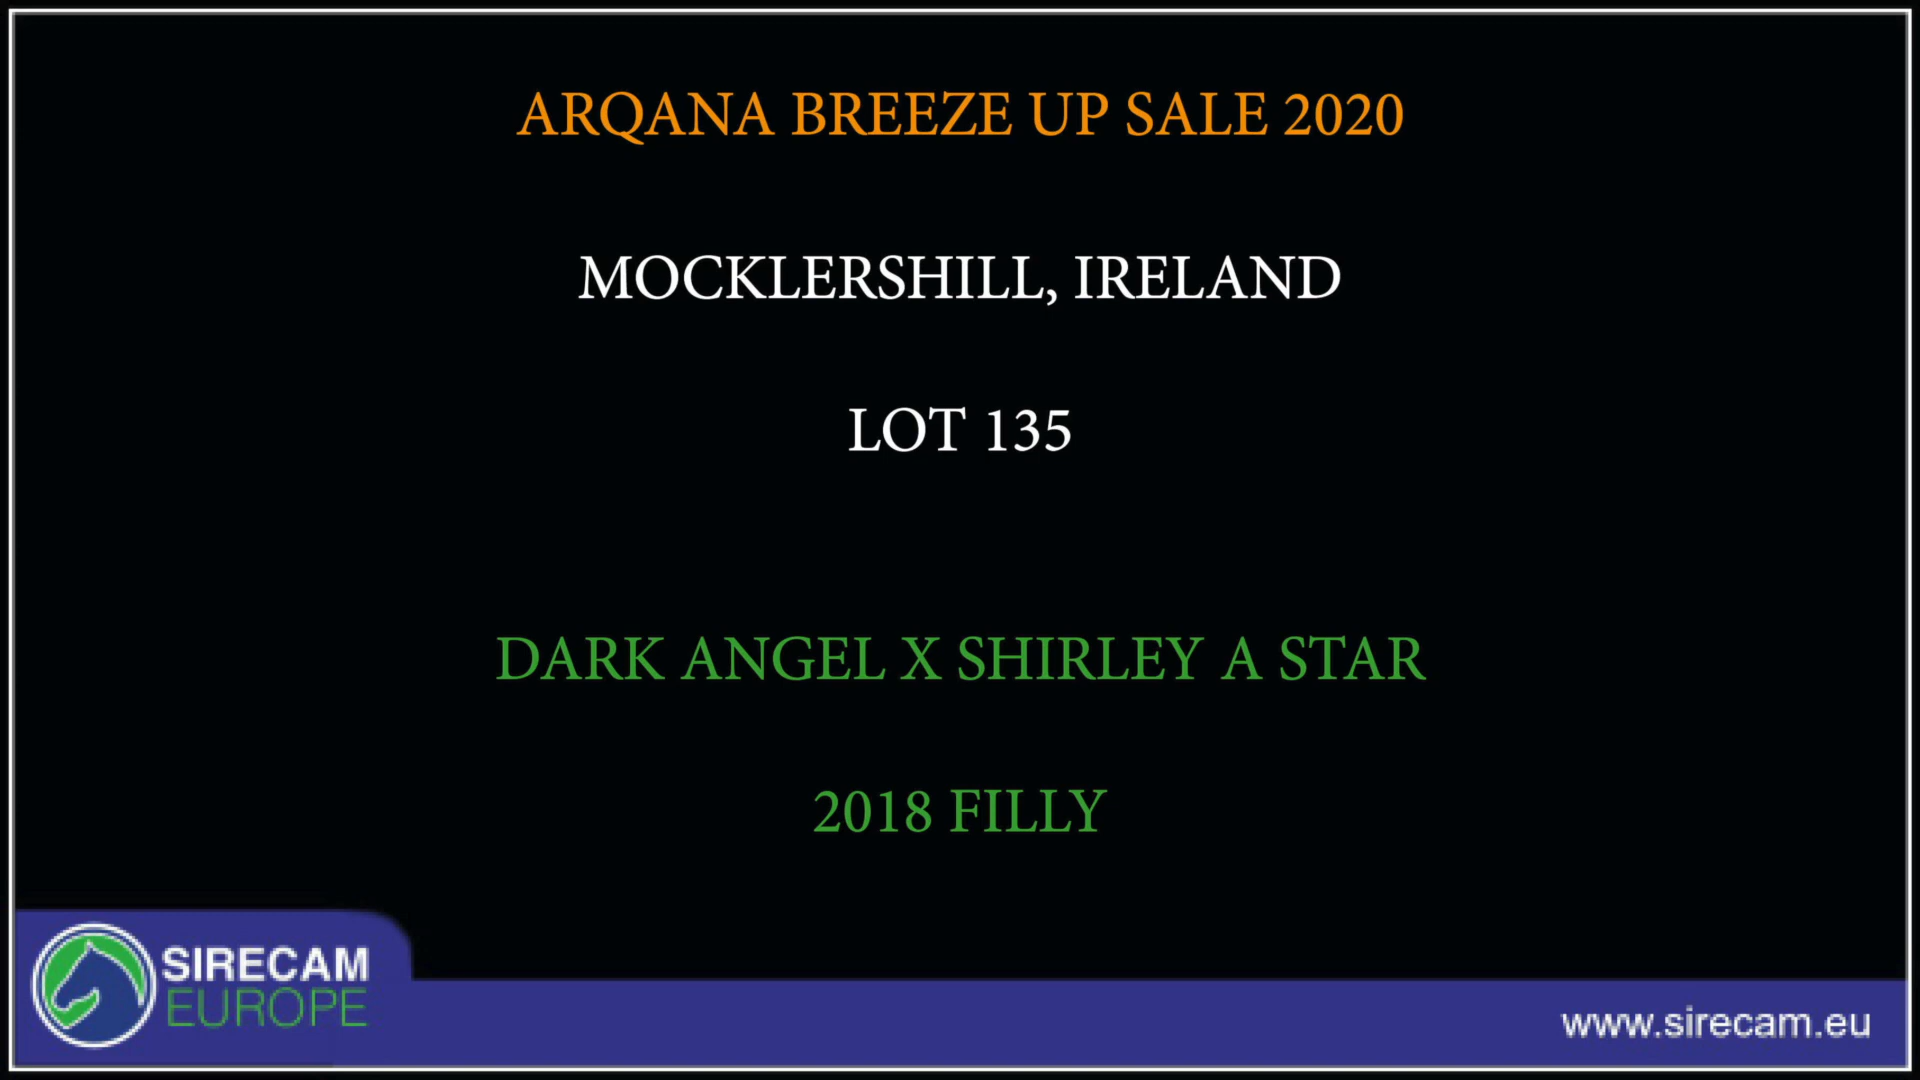 ARQANA BREEZE UP SALE 2020
MOCKLERSHILL, IRELAND
LOT 135
DARK ANGEL X SHIRLEY A STAR
2018 FILLY
SIRECAM
EUROPE
www.sirecam.eu